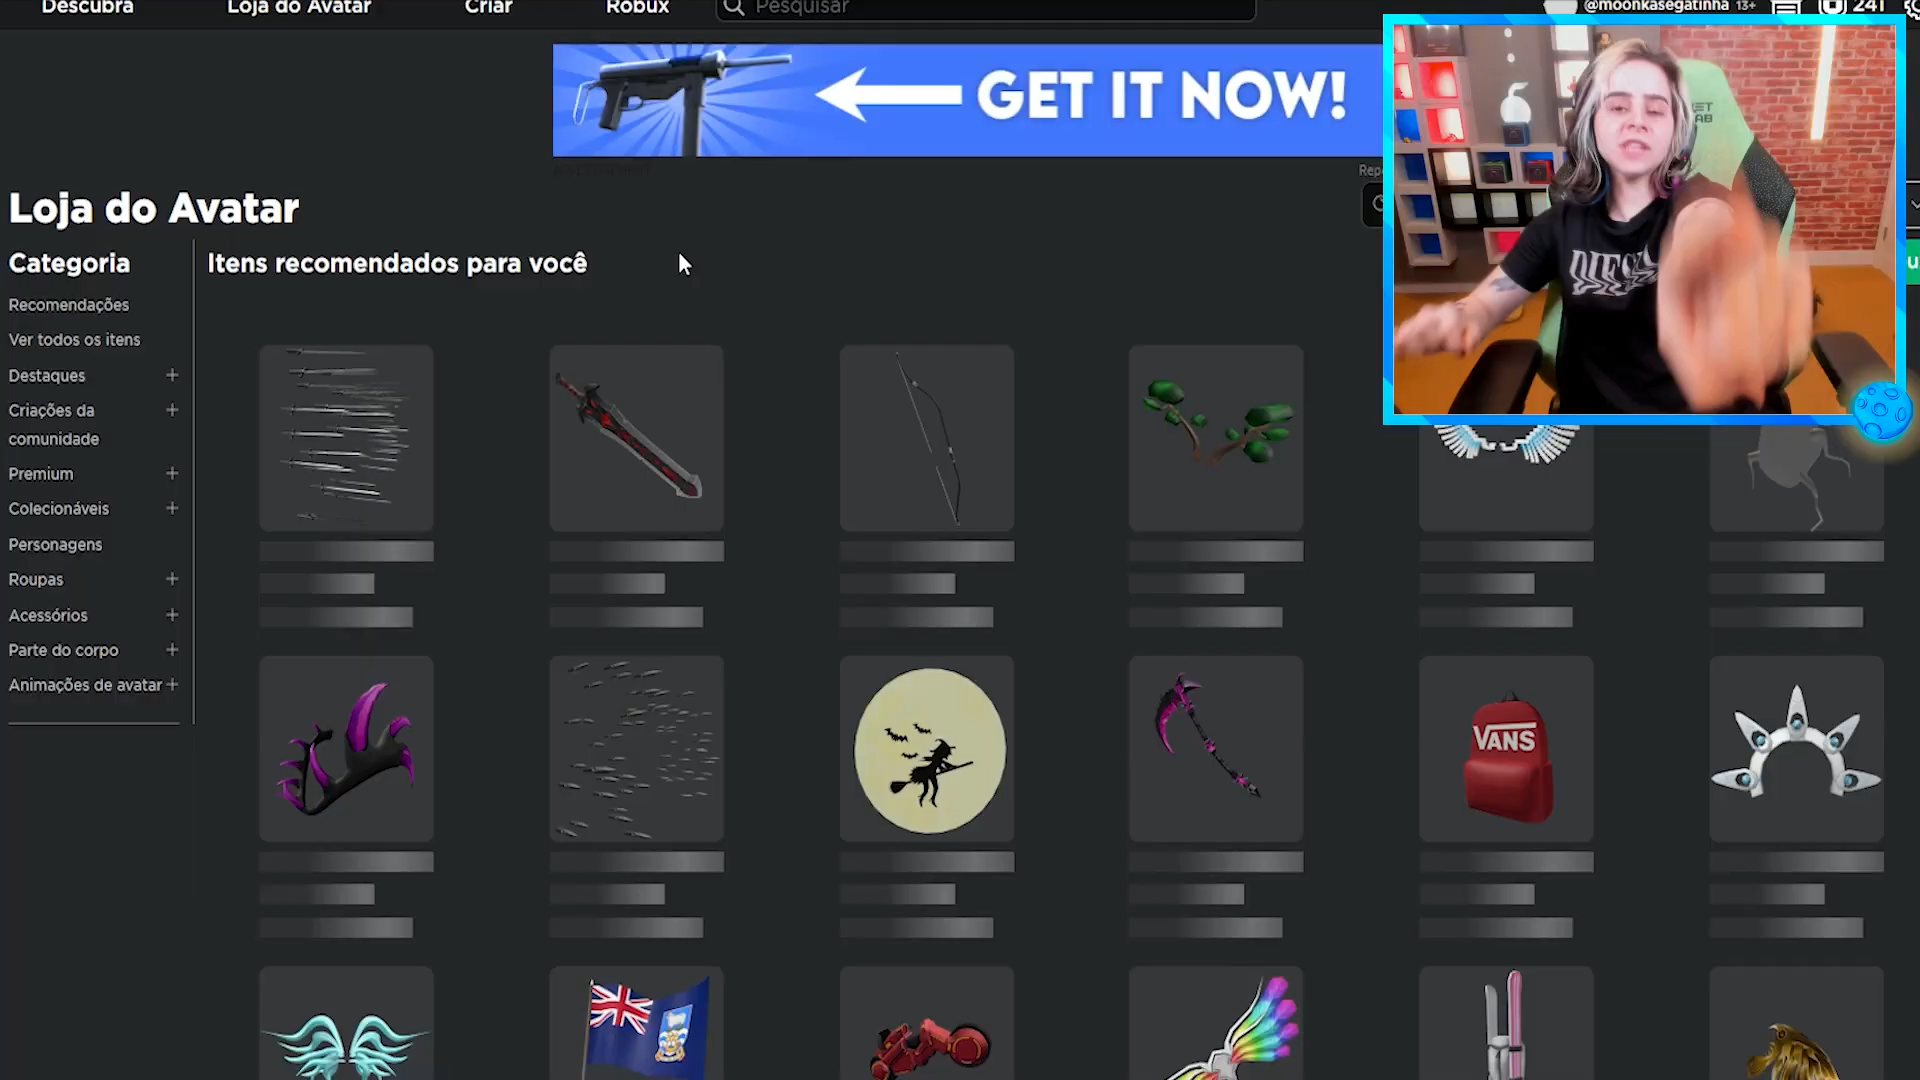 Descubra
Loja do Avatar
Criar
Robux
Pesquisar
@moonkasegatinha 13+
241
GET IT NOW!
Loja do Avatar
Categoria
Itens recomendados para você
Recomendações
Ver todos os itens
Destaques +
Criações da +
comunidade
Premium +
Colecionáveis +
Personagens
Roupas +
Acessórios +
Parte do corpo +
Animações de avatar +
VANS